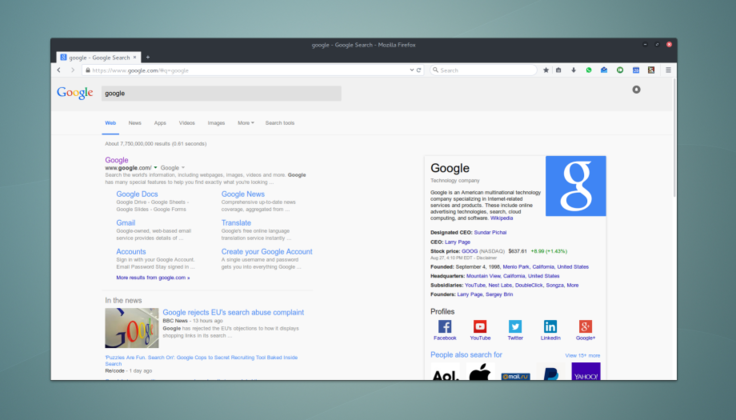 google - Google Search - Mozilla Firefox
google - Google Search
https://www.google.com/#q=google
Search
Google
google
Web News Apps Videos Images More Search tools
About 7,750,000,000 results (0.61 seconds)
Google
www.google.com/ Google
Search the world's information, including webpages, images, videos and more. Google
has many special features to help you find exactly what you're looking ...
Google Docs
Google Drive - Google Sheets -
Google Slides - Google Forms
Google News
Comprehensive up-to-date news
coverage, aggregated from ...
Gmail
Google-owned, web-based email
service provides details of ...
Translate
Google's free online language
translation service instantly ...
Accounts
Sign in with your Google Account.
Email Password Stay signed in ...
Create your Google Account
A single username and password
gets you into everything Google ...
More results from google.com »
In the news
Google rejects EU's search abuse complaint
BBC News - 13 hours ago
Google has rejected the EU's objections to how it displays
shopping links in its search ...
'Puzzles Are Fun. Search On': Google Cops to Secret Recruiting Tool Baked Inside
Search
Re/code - 1 day ago
Google
Technology company
Google is an American multinational technology
company specializing in Internet-related
services and products. These include online
advertising technologies, search, cloud
computing, and software. Wikipedia
g
Designated CEO: Sundar Pichai
CEO: Larry Page
Stock price: GOOG (NASDAQ) $637.61 +8.99 (+1.43%)
Aug 27, 4:10 PM EDT - Disclaimer
Founded: September 4, 1998, Menlo Park, California, United States
Headquarters: Mountain View, California, United States
Subsidiaries: YouTube, Nest Labs, DoubleClick, Songza, More
Founders: Larry Page, Sergey Brin
Profiles
Facebook YouTube Twitter LinkedIn Google+
People also search for View 15+ more
Aol. @mail.ru YAHOO!